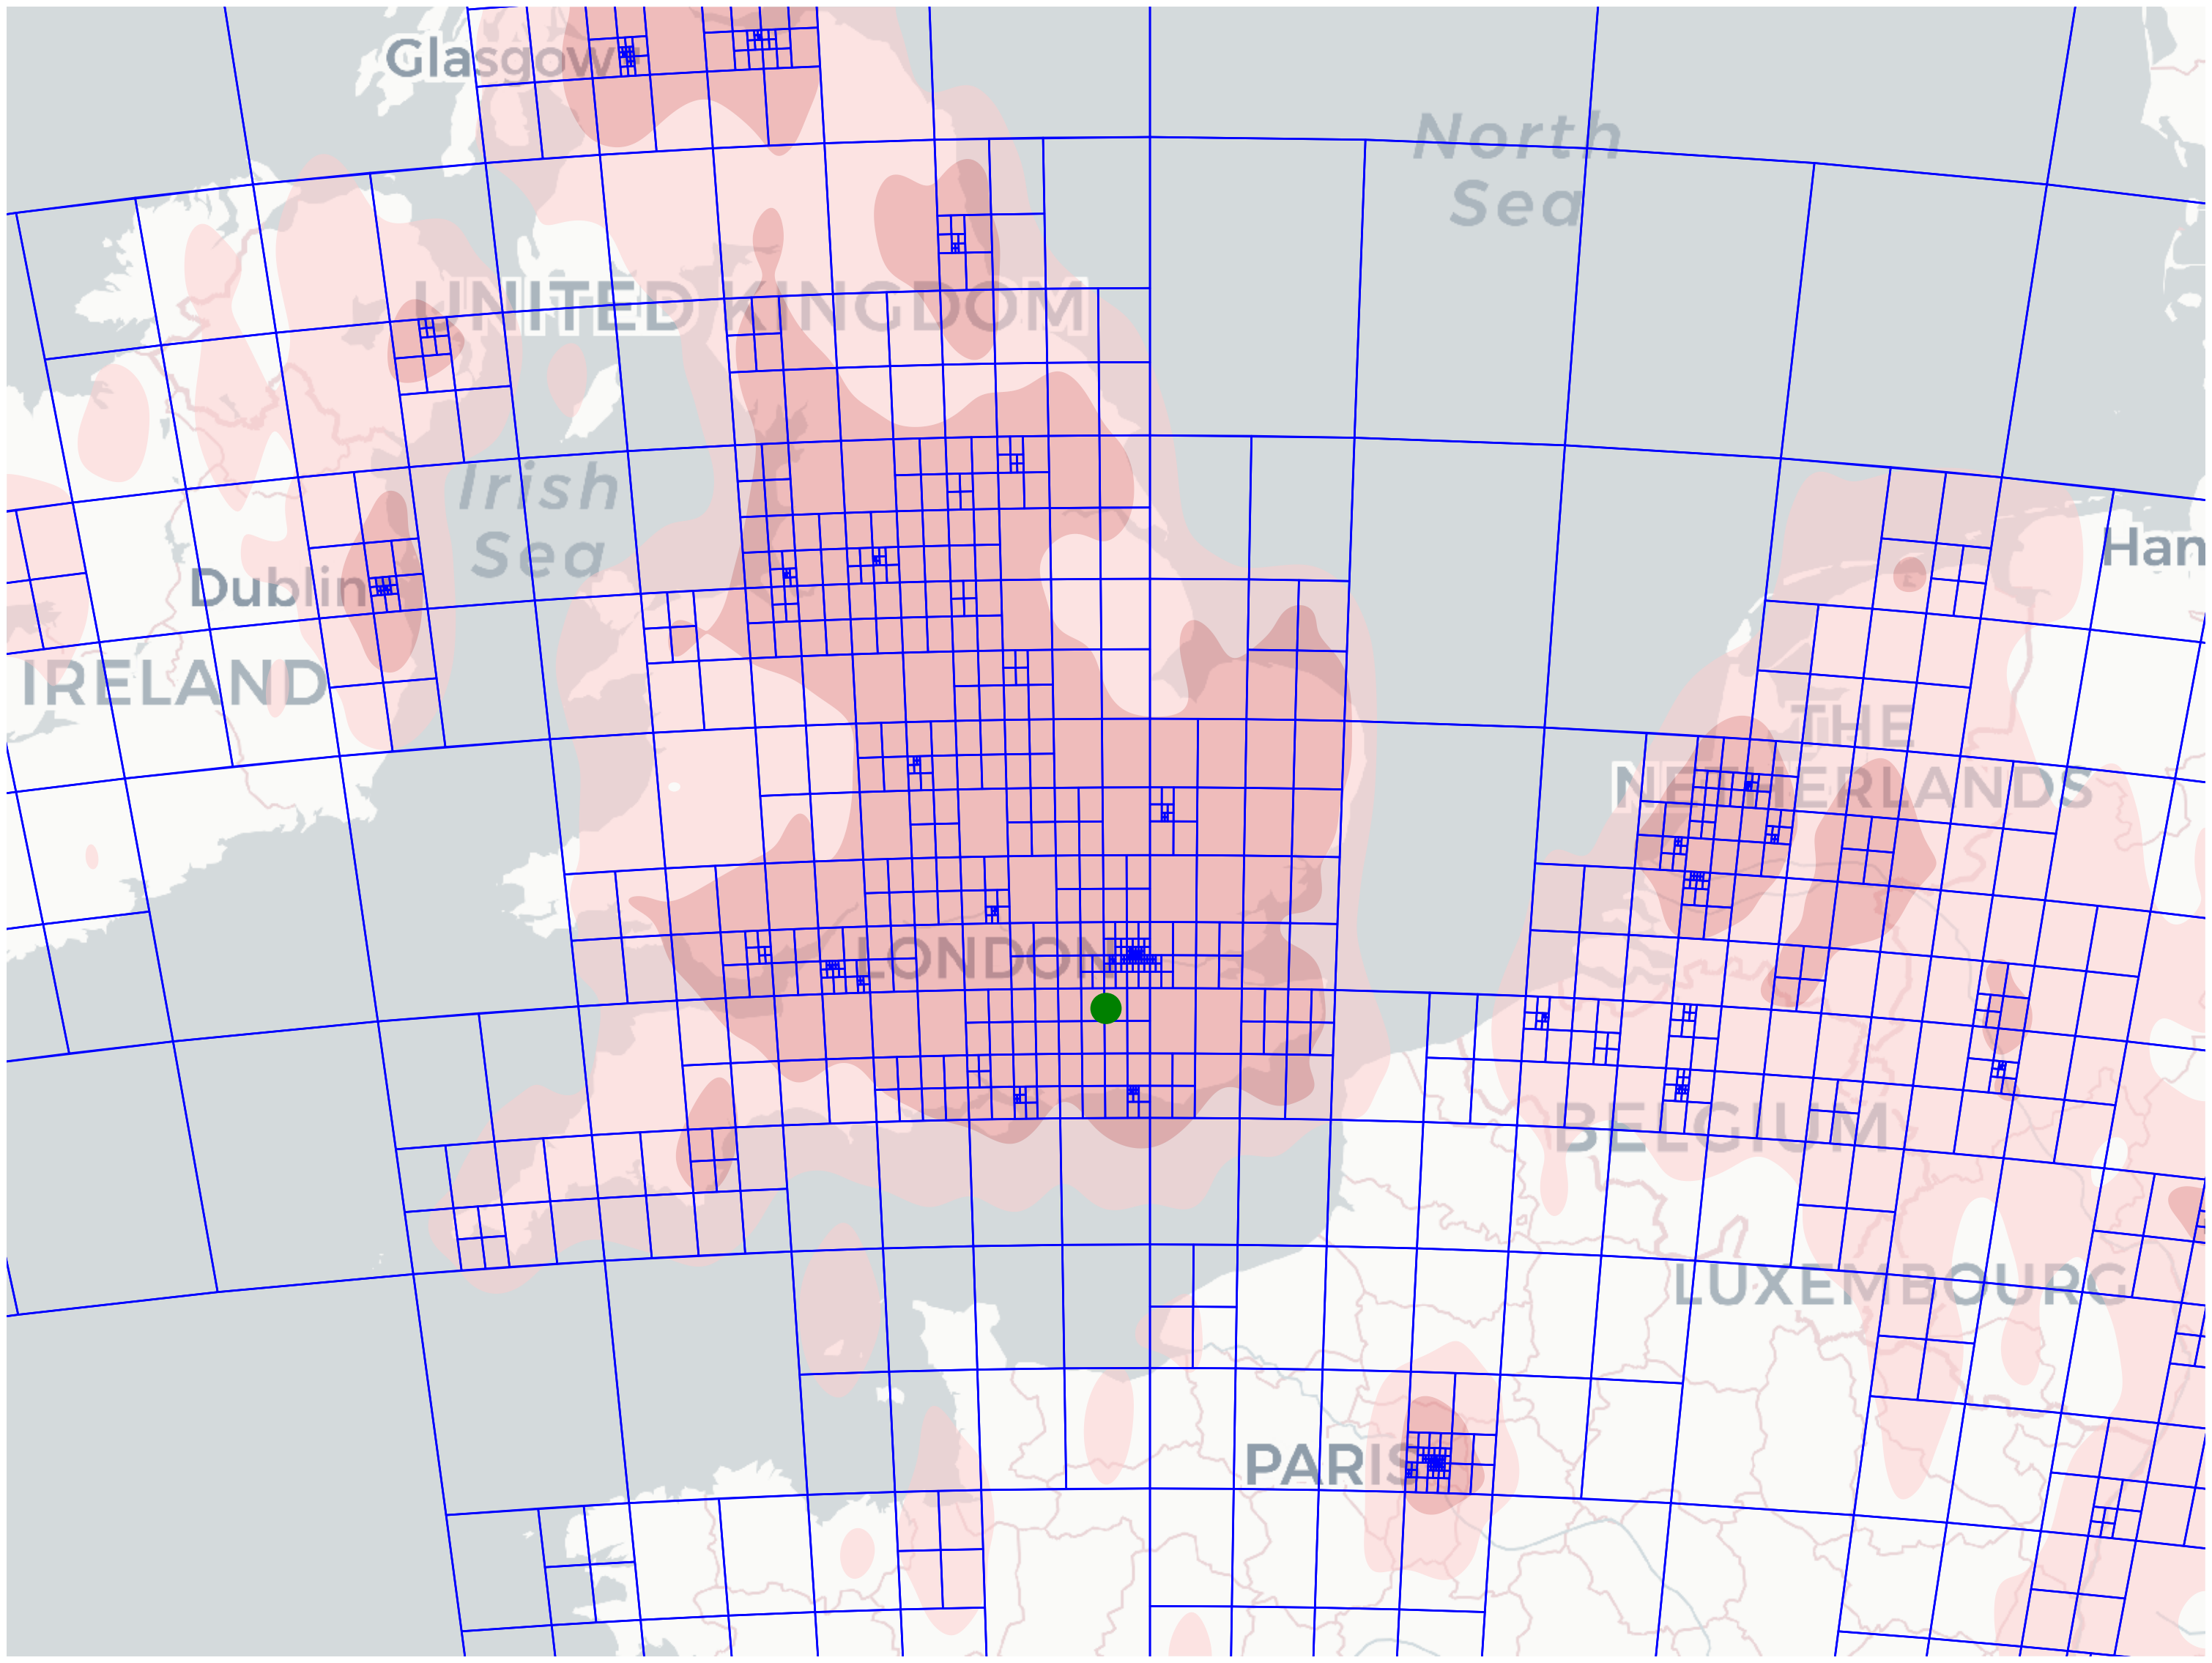 Glasgow
North
Sea
UNITED KINGDOM
Irish
Sea
Han
Dublin
IRELAND
THE
NETHERLANDS
LONDON
BELGIUM
LUXEMBOURG
PARIS